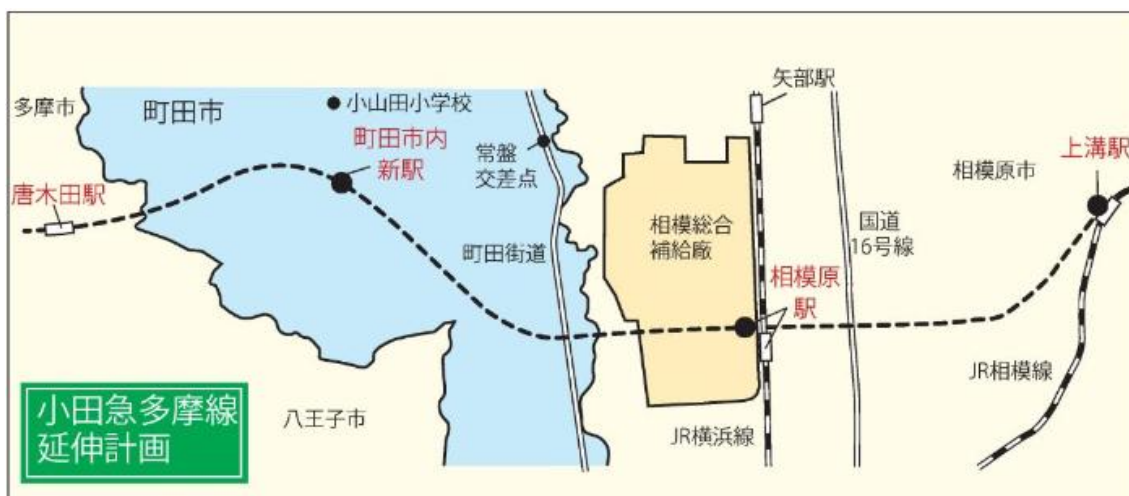 多摩市
町田市
小山田小学校
町田市内
新駅
唐木田駅
常盤
交差点
町田街道
矢部駅
相模総合
補給廠
相模原
駅
国道
16号線
相模原市
上溝駅
JR相模線
JR横浜線
八王子市
小田急多摩線
延伸計画